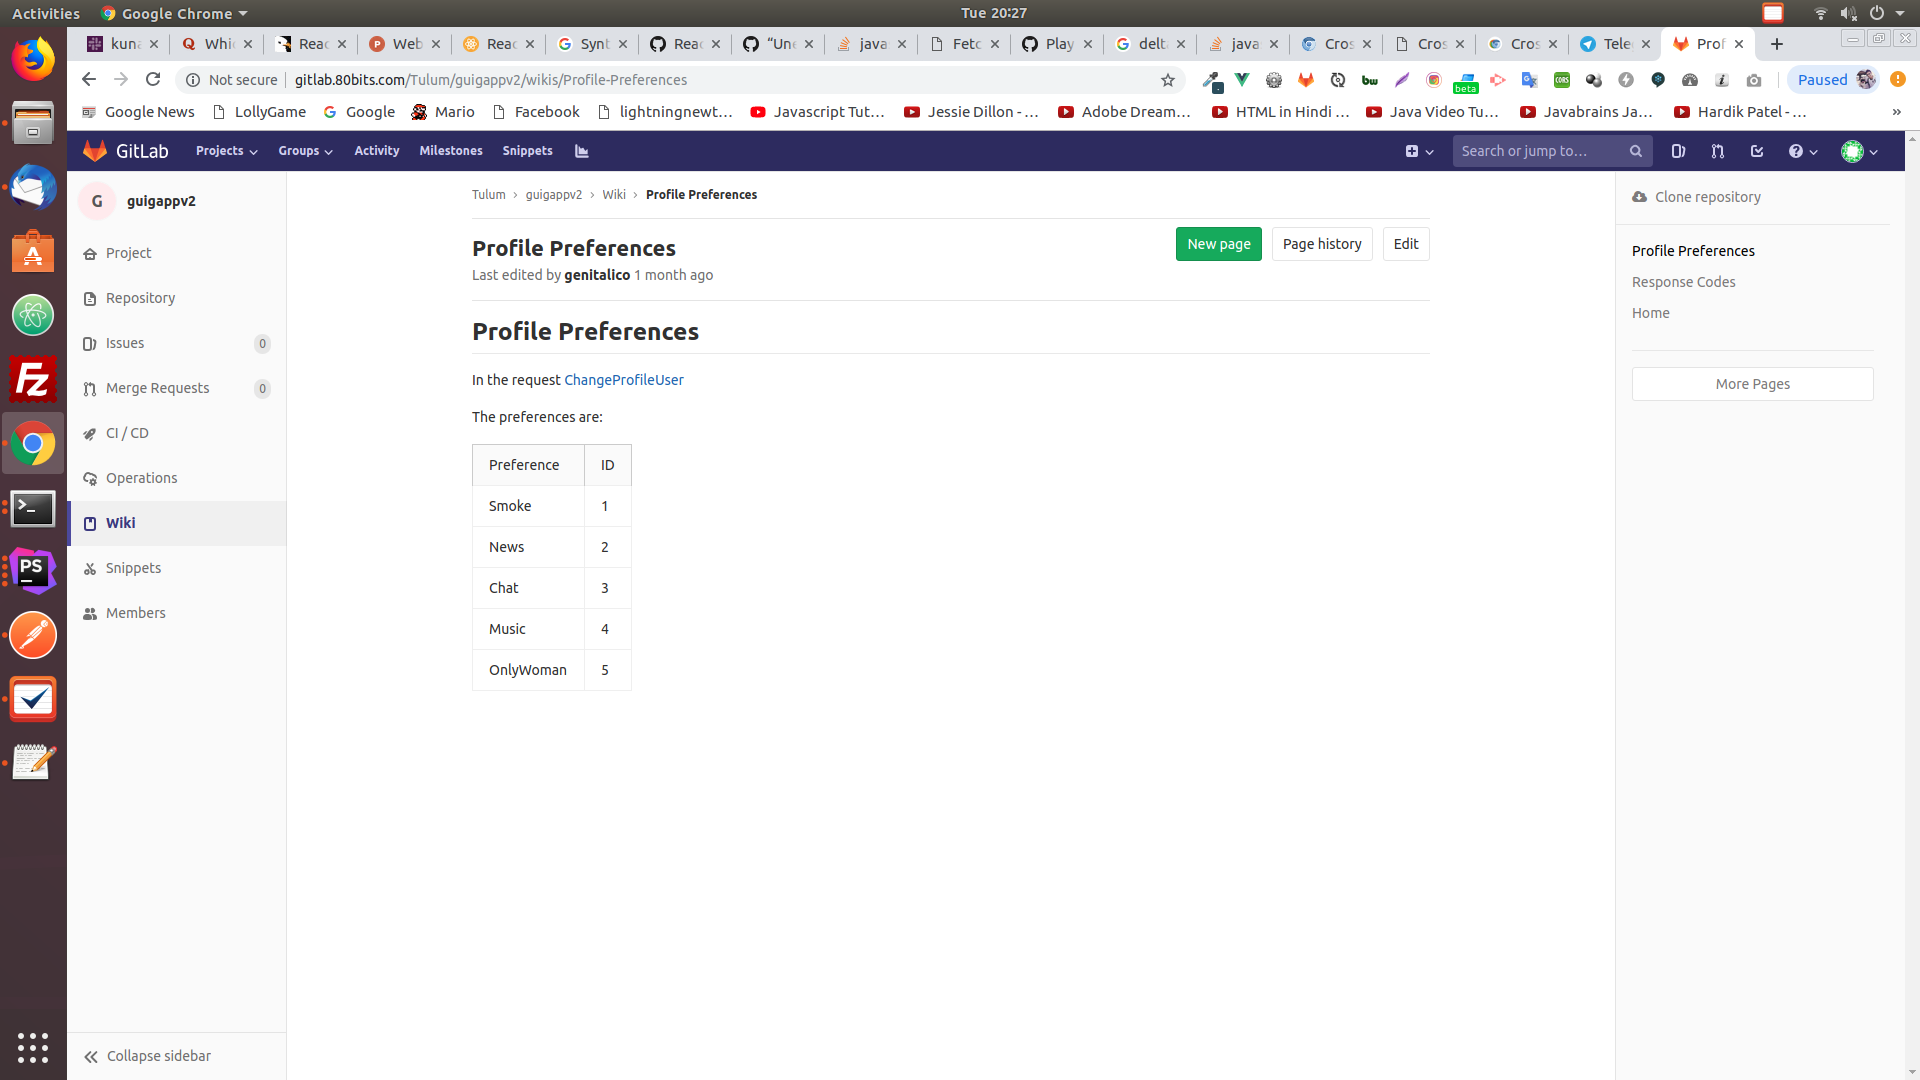 Activities Google Chrome Tue 20:27
kuna Whi Reac Web Reac Synt Reac “Une java Fetc Play delt java Cros Cros Cros Tele Prof
Not secure gitlab.80bits.com/Tulum/guigappv2/wikis/Profile-Preferences beta CORS Paused
Google News LollyGame Google Mario Facebook lightningnewt... Javascript Tut... Jessie Dillon - ... Adobe Dream... HTML in Hindi ... Java Video Tu... Javabrains Ja... Hardik Patel - ... »
GitLab Projects Groups Activity Milestones Snippets Search or jump to...
G guigappv2
Project
Repository
Issues 0
Merge Requests 0
CI / CD
Operations
Wiki
Snippets
Members
Collapse sidebar
Tulum › guigappv2 › Wiki › Profile Preferences
Profile Preferences
Last edited by genitalico 1 month ago
New page Page history Edit
Profile Preferences
In the request ChangeProfileUser
The preferences are:
Preference ID
Smoke 1
News 2
Chat 3
Music 4
OnlyWoman 5
Clone repository
Profile Preferences
Response Codes
Home
More Pages